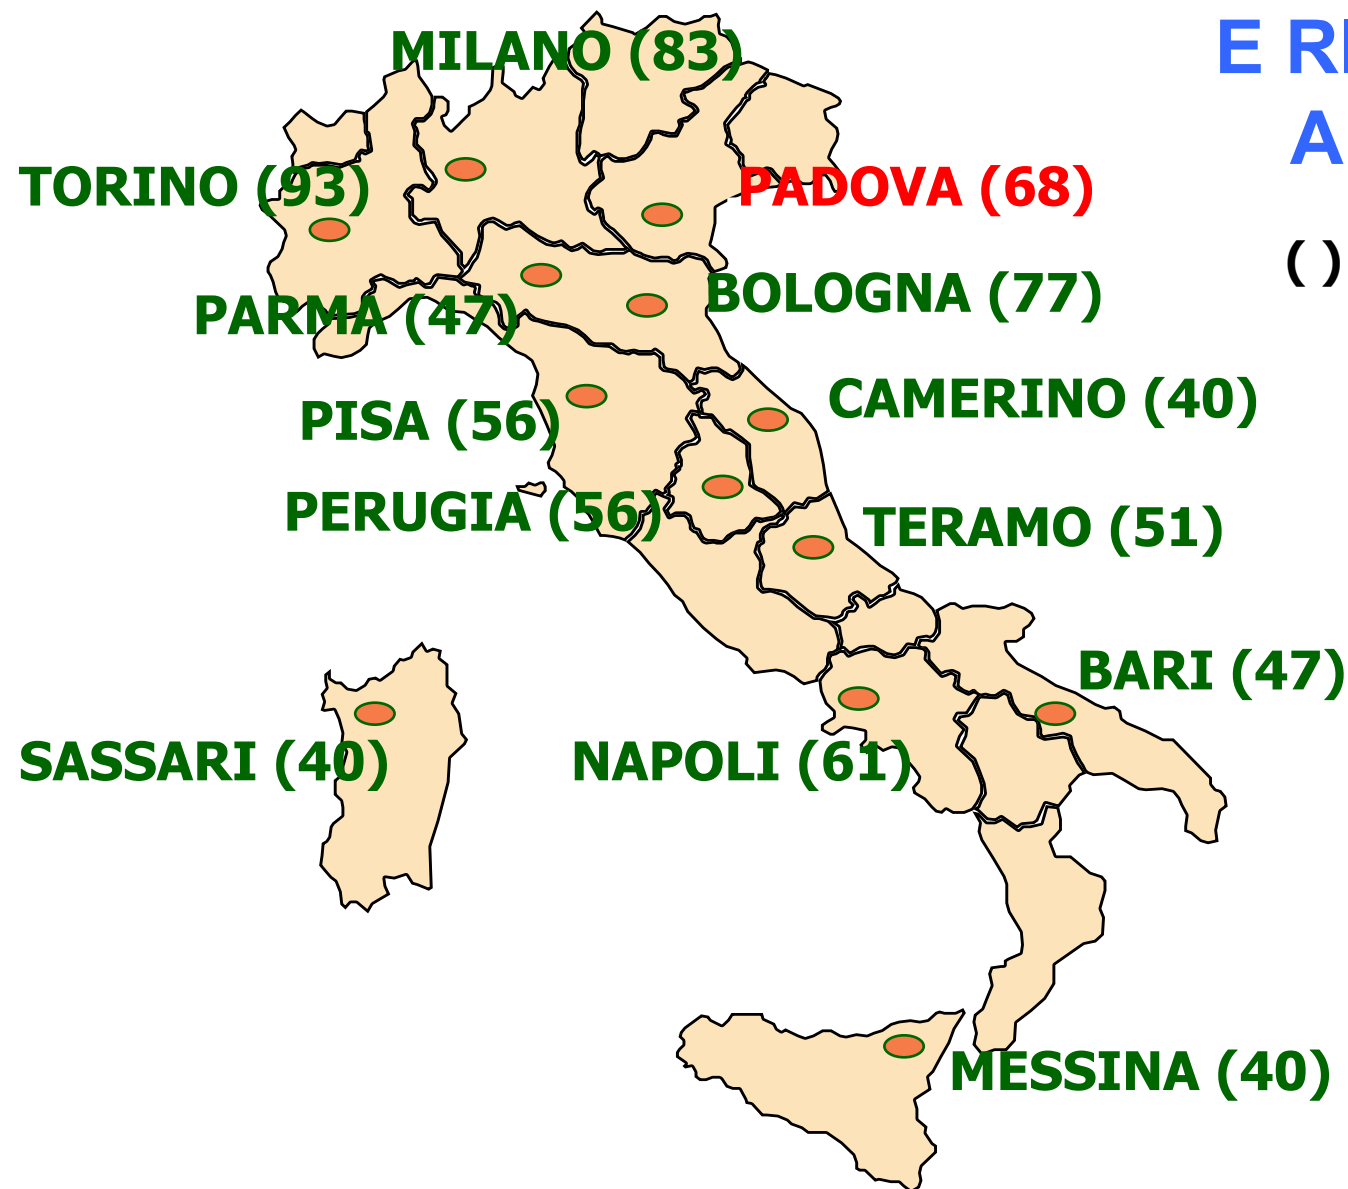 E R
MILANO (83)
A
TORINO (93)
PADOVA (68)
( )
PARMA (47)
BOLOGNA (77)
PISA (56)
CAMERINO (40)
PERUGIA (56)
TERAMO (51)
BARI (47)
SASSARI (40)
NAPOLI (61)
MESSINA (40)